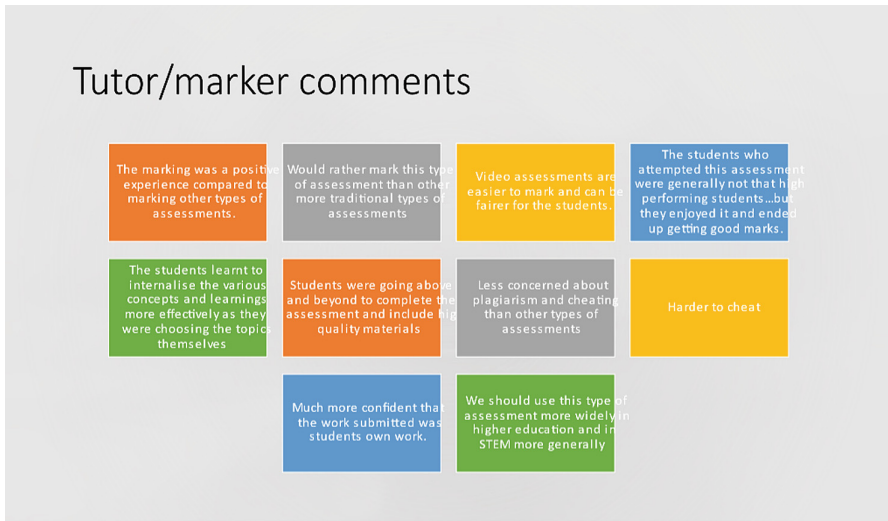 Tutor/marker comments
The marking was a positive
experience compared to
marking other types of
assessments.
Would rather mark this type
of assessment than other
more traditional types of
assessments
Video assessments are
easier to mark and can be
fairer for the students.
The students who
attempted this assessment
were generally not that high
performing students...but
they enjoyed it and ended
up getting good marks.
The students learnt to
internalise the various
concepts and learnings
more effectively as they
were choosing the topics
themselves
Students were going above
and beyond to complete the
assessment and include high
quality materials
Less concerned about
plagiarism and cheating
than other types of
assessments
Harder to cheat
Much more confident that
the work submitted was
students own work.
We should use this type of
assessment more widely in
higher education and in
STEM more generally